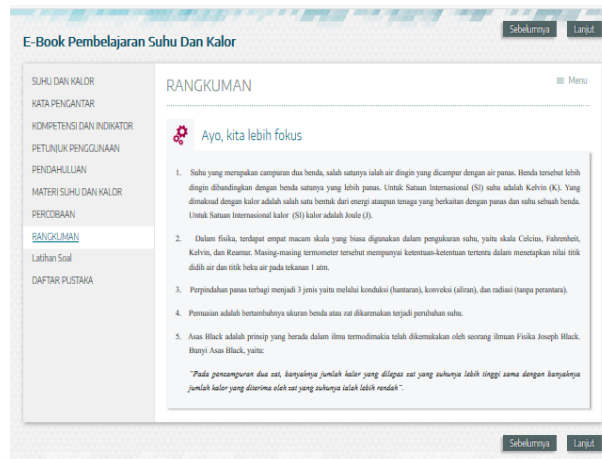 Sebelumnya Lanjut
E-Book Pembelajaran Suhu Dan Kalor
SUHU DAN KALOR
KATA PENGANTAR
KOMPETENSI DAN INDIKATOR
PETUNJUK PENGGUNAAN
PENDAHULUAN
MATERI SUHU DAN KALOR
PERCOBAAN
RANGKUMAN
Latihan Soal
DAFTAR PUSTAKA
RANGKUMAN
Menu
Ayo, kita lebih fokus
1. Suhu yang merupakan campuran dua benda, salah satunya ialah air dingin yang dicampur dengan air panas. Benda tersebut lebih
dingin dibandingkan dengan benda satunya yang lebih panas. Untuk Satuan Internasional (SI) suhu adalah Kelvin (K). Yang
dimaksud dengan kalor adalah salah satu bentuk dari energi ataupun tenaga yang berkaitan dengan panas dan suhu sebuah benda.
Untuk Satuan Internasional kalor (SI) kalor adalah Joule (J).
2. Dalam fisika, terdapat empat macam skala yang biasa digunakan dalam pengukuran suhu, yaitu skala Celcius, Fahrenheit,
Kelvin, dan Reamur. Masing-masing termometer tersebut mempunyai ketentuan-ketentuan tertentu dalam menetapkan nilai titik
didih air dan titik beku air pada tekanan 1 atm.
3. Perpindahan panas terbagi menjadi 3 jenis yaitu melalui konduksi (hantaran), konveksi (aliran), dan radiasi (tanpa perantara).
4. Pemuaian adalah bertambahnya ukuran benda atau zat dikarenakan terjadi perubahan suhu.
5. Asas Black adalah prinsip yang berada dalam ilmu termodimakia telah dikemukakan oleh seorang ilmuan Fisika Joseph Black.
Bunyi Asas Black, yaitu:
"Pada pencampuran dua zat, banyaknya jumlah kalor yang dilepas zat yang suhunya lebih tinggi sama dengan banyaknya
jumlah kalor yang diterima oleh zat yang suhunya ialah lebih rendah".
Sebelumnya Lanjut